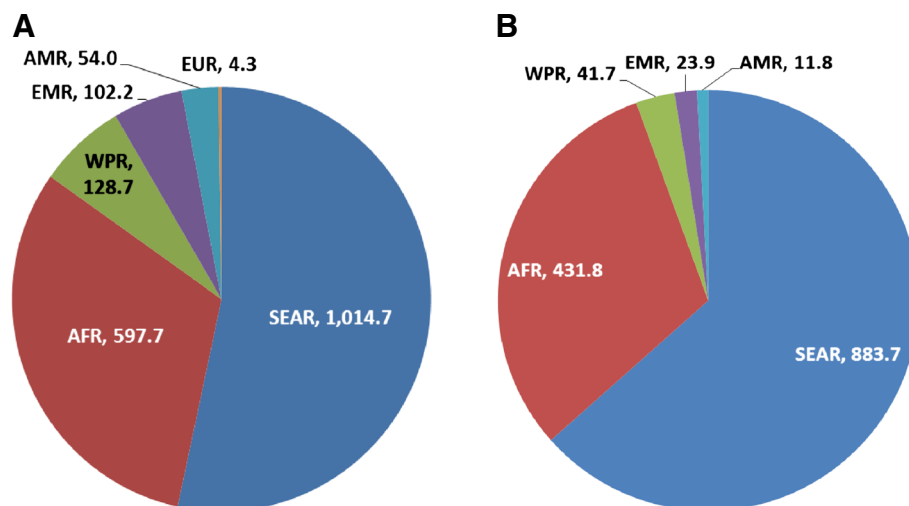 A
AMR, 54.0
EUR, 4.3
EMR, 102.2
WPR,
128.7
AFR, 597.7
SEAR, 1,014.7
B
EMR, 23.9
AMR, 11.8
WPR, 41.7
AFR, 431.8
SEAR, 883.7